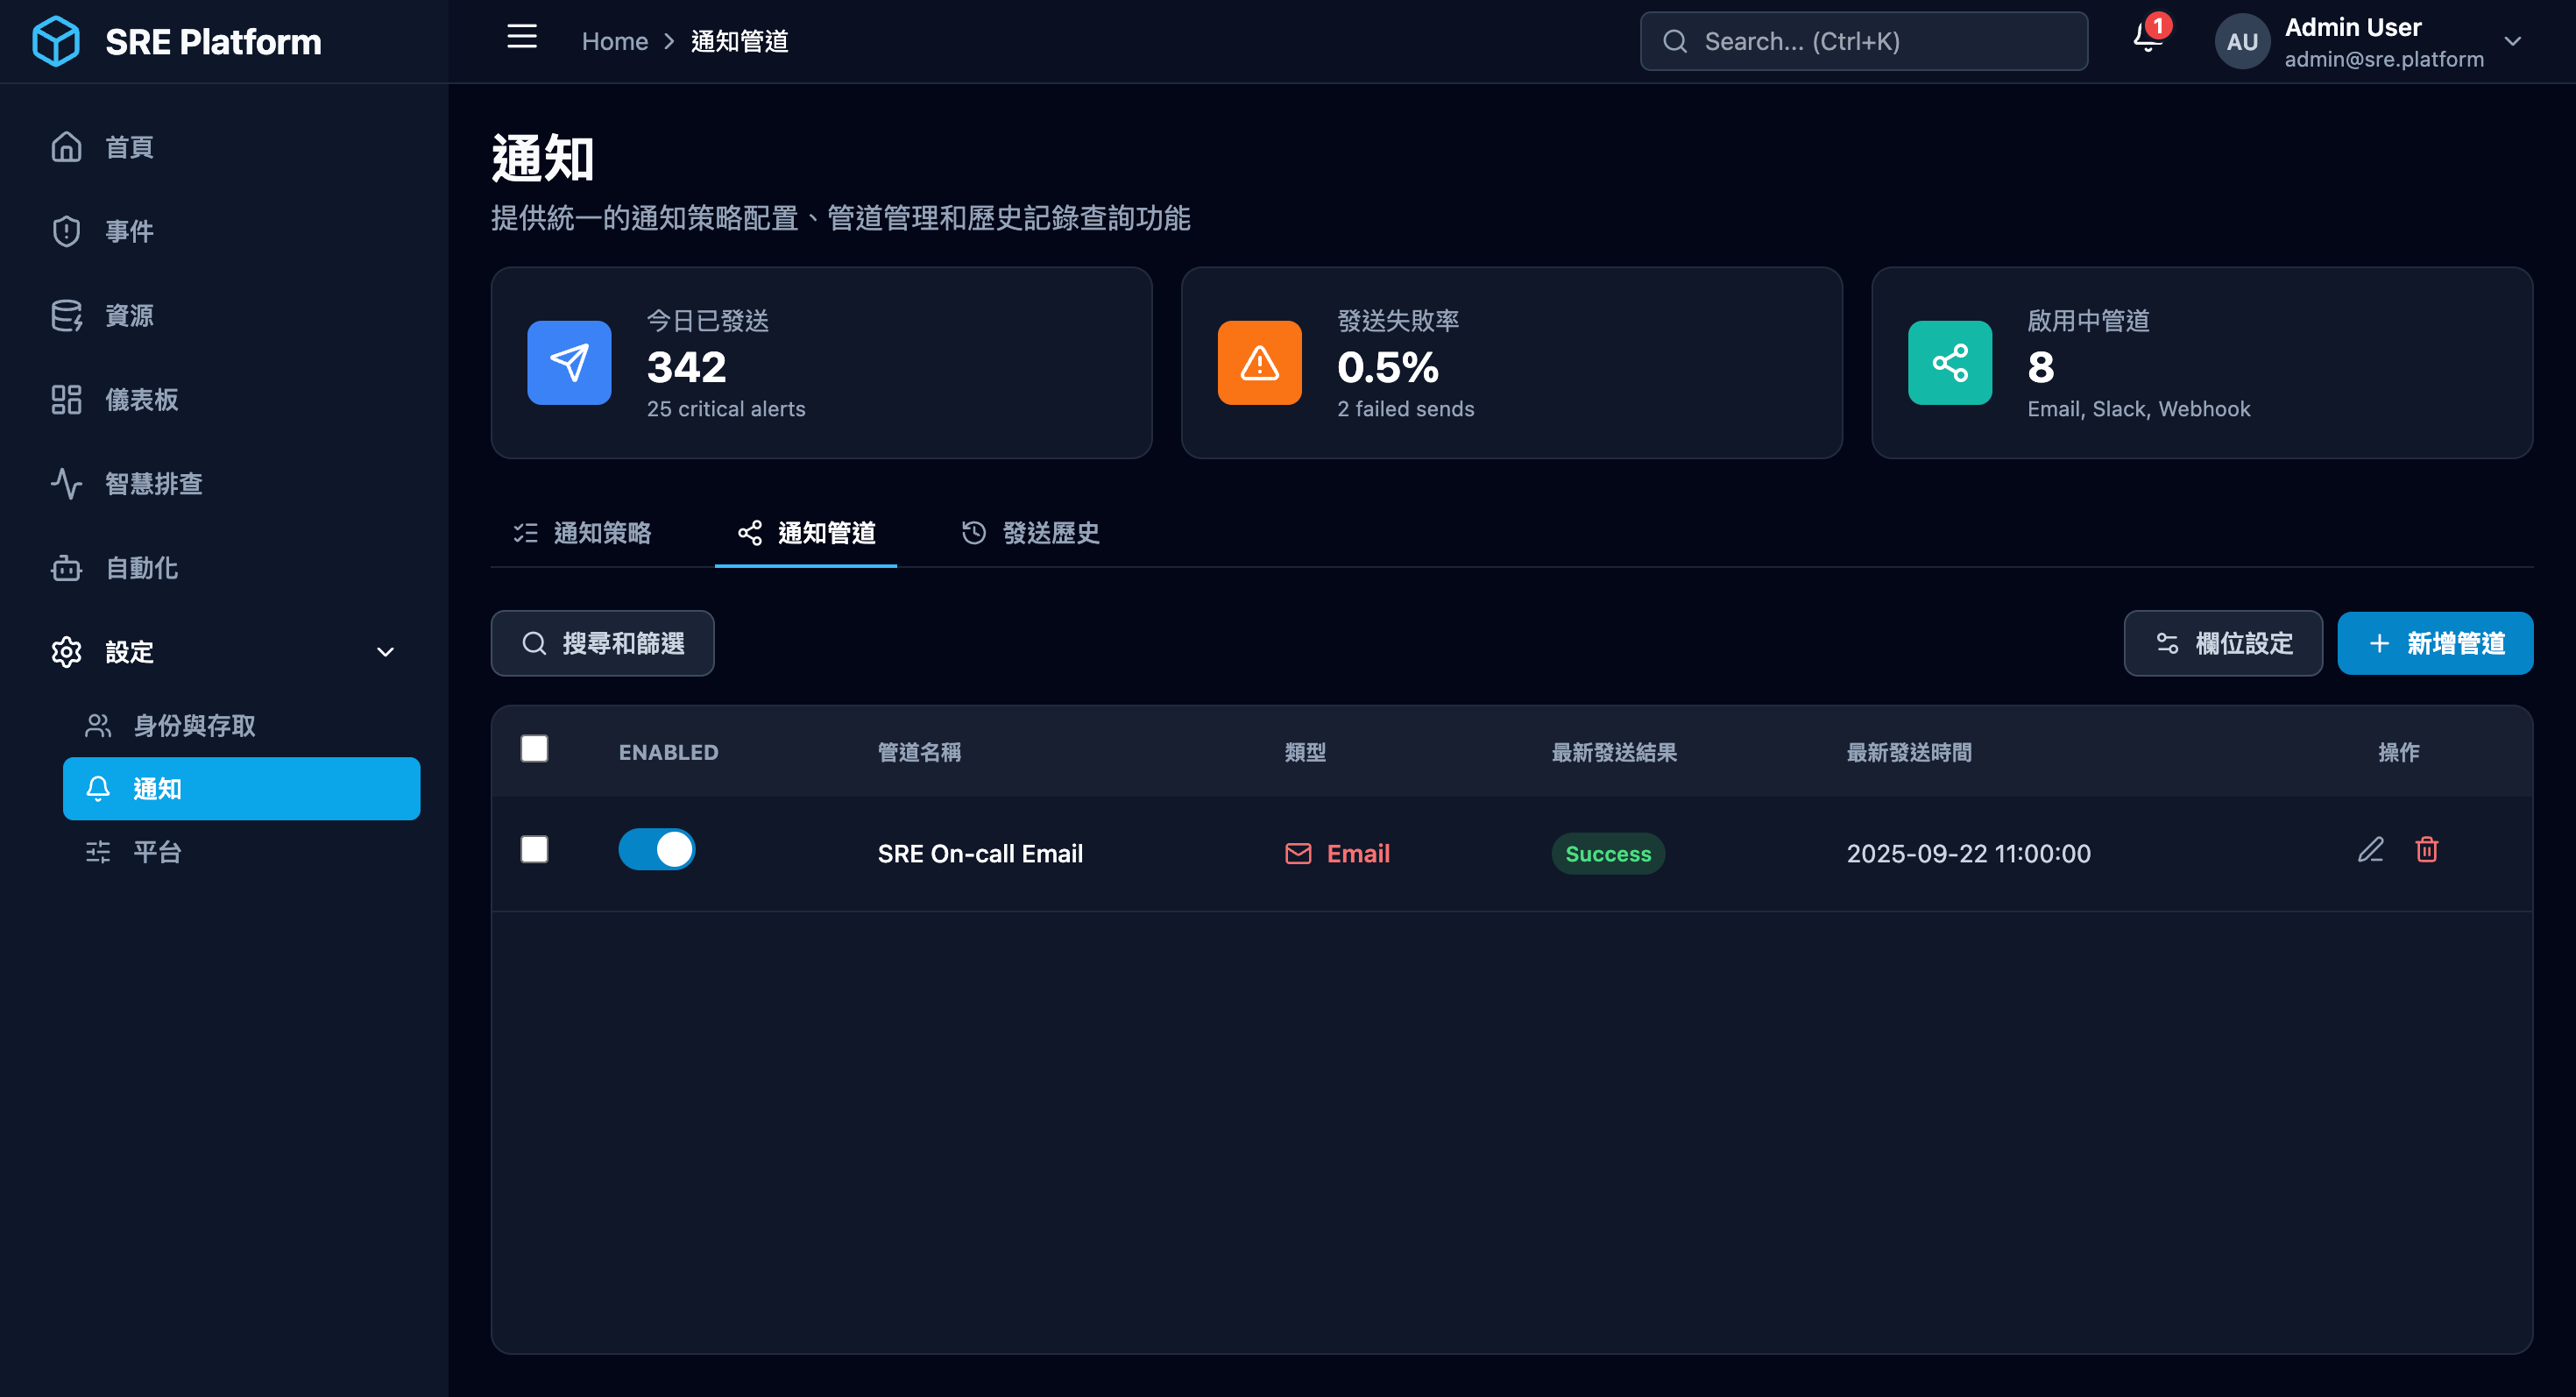 SRE Platform
Home > 通知管道
Search... (Ctrl+K)
1
AU
Admin User
admin@sre.platform
首頁
事件
資源
儀表板
智慧排查
自動化
設定
身份與存取
通知
平台
通知
提供統一的通知策略配置、管道管理和歷史記錄查詢功能
今日已發送
342
25 critical alerts
發送失敗率
0.5%
2 failed sends
啟用中管道
8
Email, Slack, Webhook
通知策略
通知管道
發送歷史
搜尋和篩選
欄位設定
新增管道
ENABLED 管道名稱 類型 最新發送結果 最新發送時間 操作
SRE On-call Email Email Success 2025-09-22 11:00:00